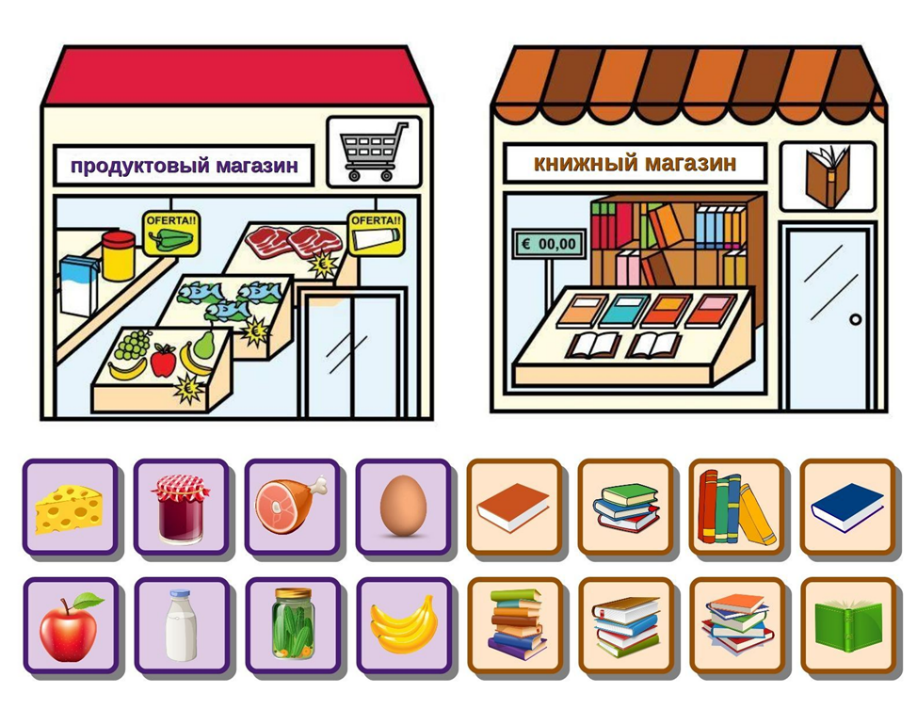 продуктовый магазин
OFERTA!!
OFERTA!!
€
€
€
книжный магазин
€ 00,00